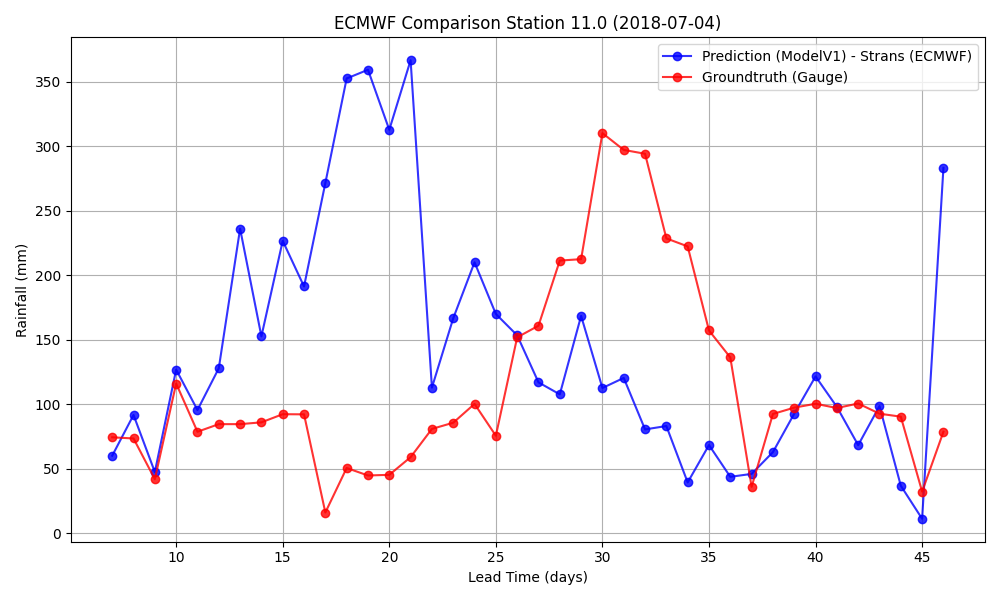 ECMWF Comparison Station 11.0 (2018-07-04)
Prediction (ModelV1) - Strans (ECMWF)
Groundtruth (Gauge)
Rainfall (mm)
350
300
250
200
150
100
50
0
10 15 20 25 30 35 40 45
Lead Time (days)